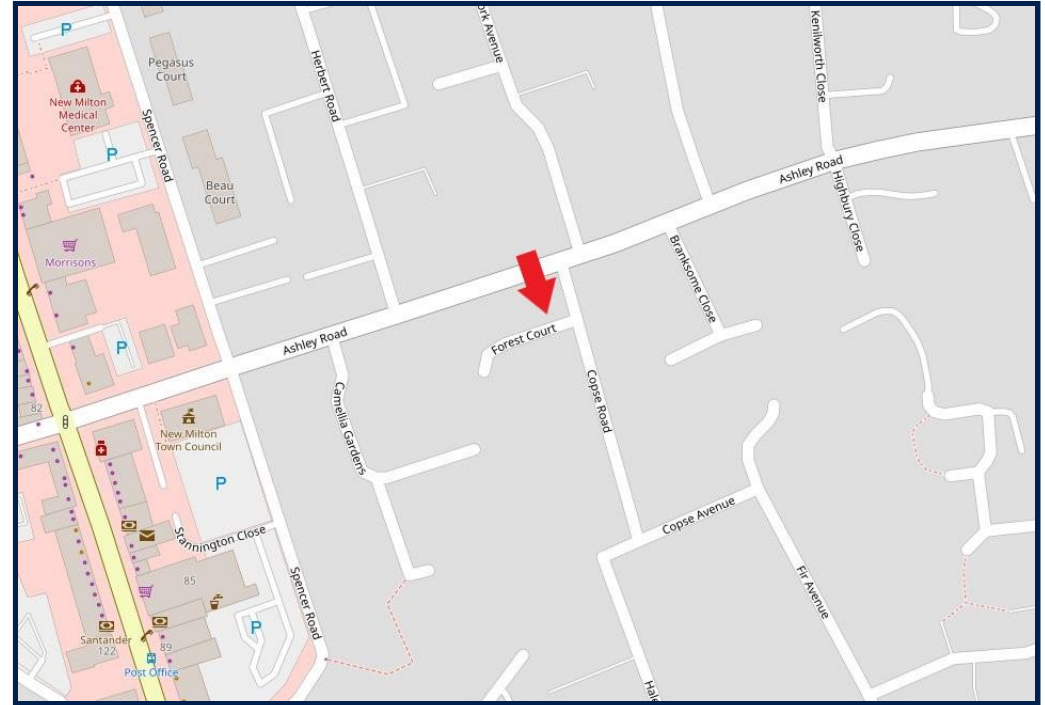 P
Pegasus
Court
New Milton
Medical
Center
P
Spencer Road
Herbert Road
ork Avenue
Kenilworth Close
Beau
Court
Morrisons
Ashley Road
Highbury Close
Branksome Close
P
Ashley Road
Forest Court
82
New Milton
Town Council
Camellia Gardens
Copse Road
P
Stannington Close
Copse Avenue
85
Spencer Road
Fir Avenue
P
Santander
122
89
Post Office
Hale